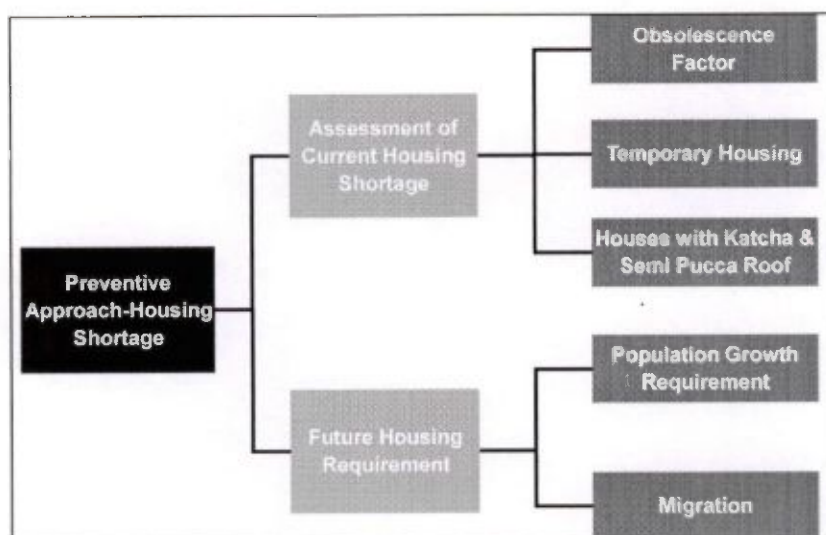 Obsolescence
Factor
Assessment of
Current Housing
Shortage
Temporary Housing
Houses with Katcha &
Semi Pucca Roof
Preventive
Approach-Housing
Shortage
Population Growth
Requirement
Future Housing
Requirement
Migration